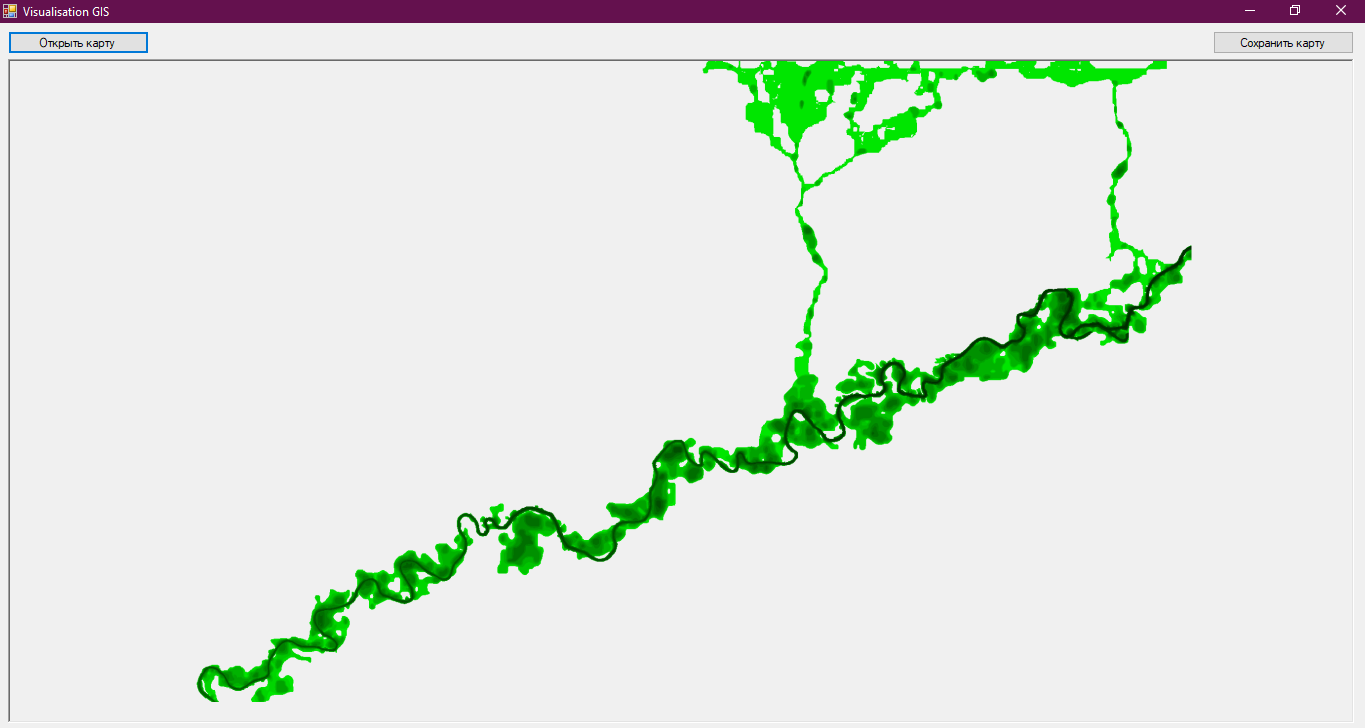 Visualisation GIS
Открыть карту
Сохранить карту